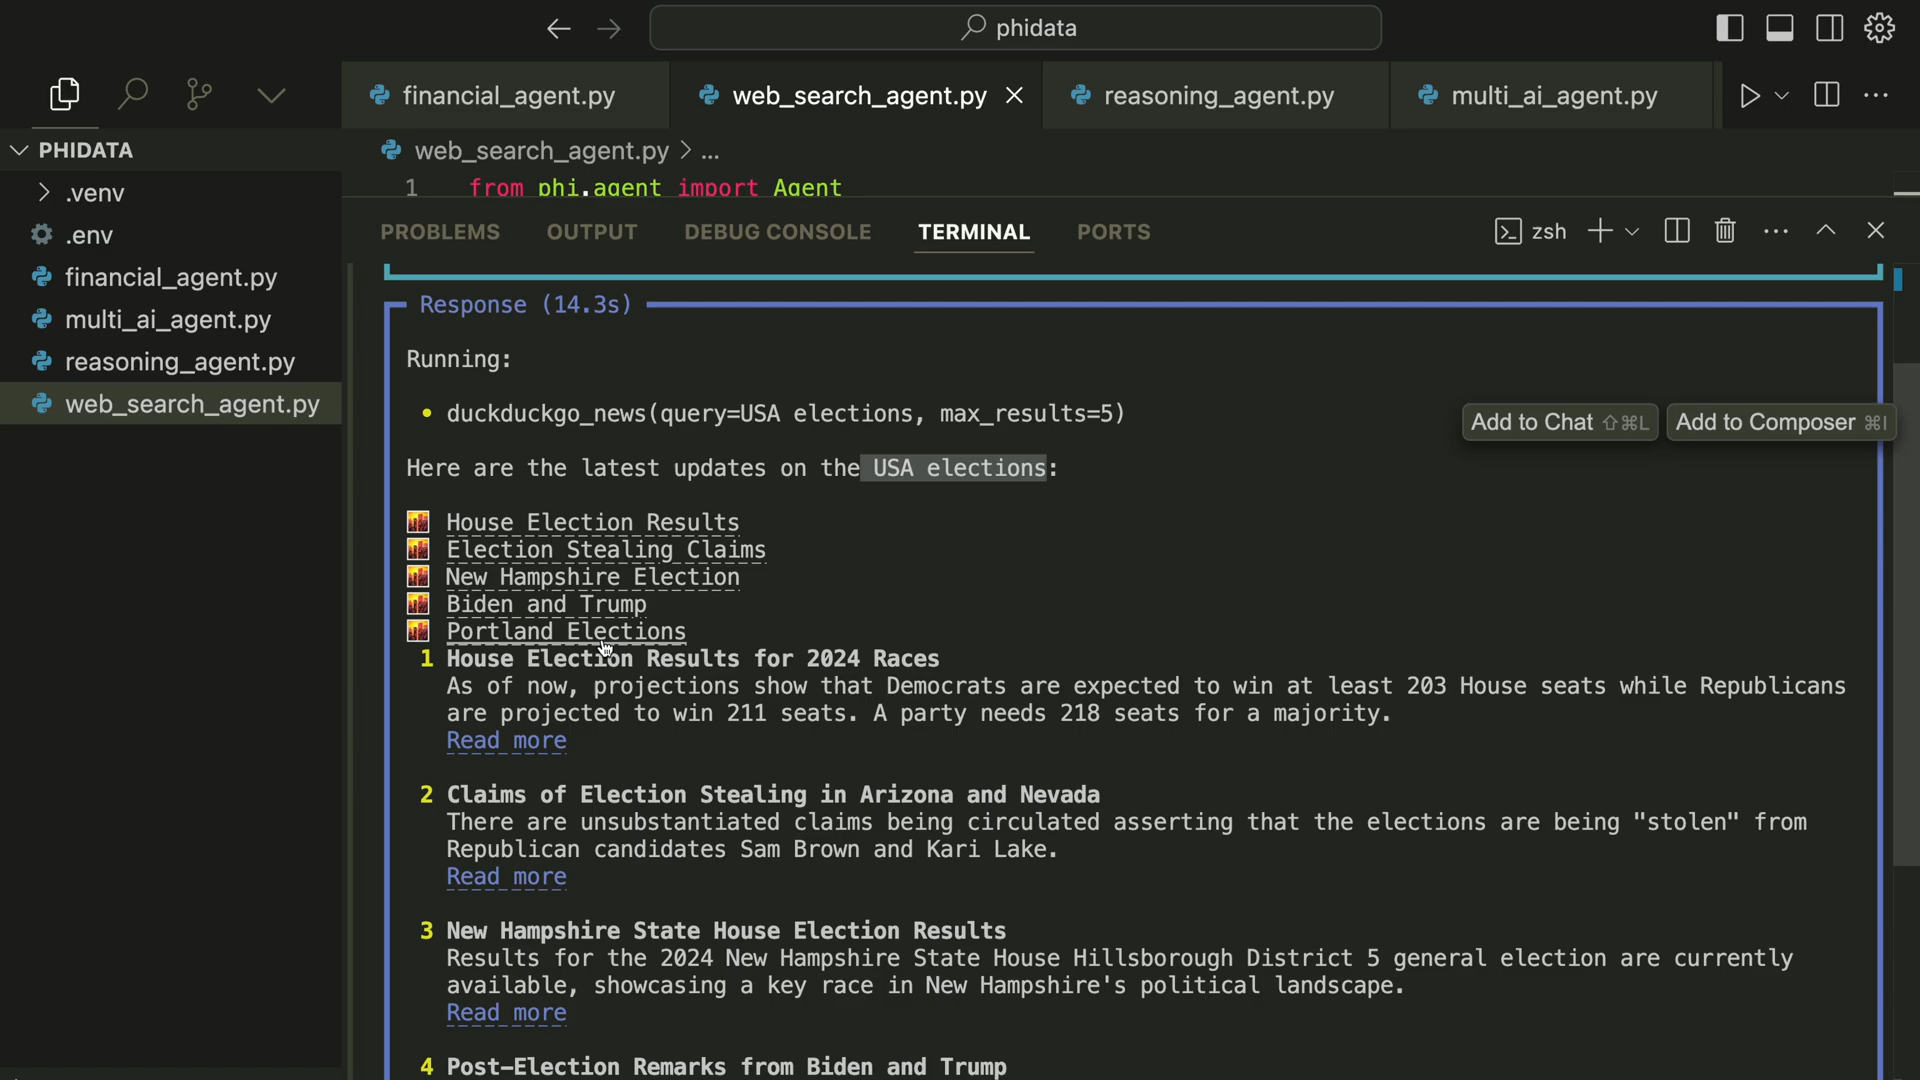 phidata
financial_agent.py
web_search_agent.py
reasoning_agent.py
multi_ai_agent.py
PHIDATA
web_search_agent.py > ...
.venv
1 from phi.agent import Agent
.env
PROBLEMS OUTPUT DEBUG CONSOLE TERMINAL PORTS
zsh
financial_agent.py
multi_ai_agent.py
reasoning_agent.py
web_search_agent.py
Response (14.3s)
Running:
• duckduckgo_news(query=USA elections, max_results=5)
Add to Chat ⇧⌘L
Add to Composer ⌘I
Here are the latest updates on the USA elections:
House Election Results
Election Stealing Claims
New Hampshire Election
Biden and Trump
Portland Elections
1 House Election Results for 2024 Races
As of now, projections show that Democrats are expected to win at least 203 House seats while Republicans
are projected to win 211 seats. A party needs 218 seats for a majority.
Read more
2 Claims of Election Stealing in Arizona and Nevada
There are unsubstantiated claims being circulated asserting that the elections are being "stolen" from
Republican candidates Sam Brown and Kari Lake.
Read more
3 New Hampshire State House Election Results
Results for the 2024 New Hampshire State House Hillsborough District 5 general election are currently
available, showcasing a key race in New Hampshire's political landscape.
Read more
4 Post-Election Remarks from Biden and Trump